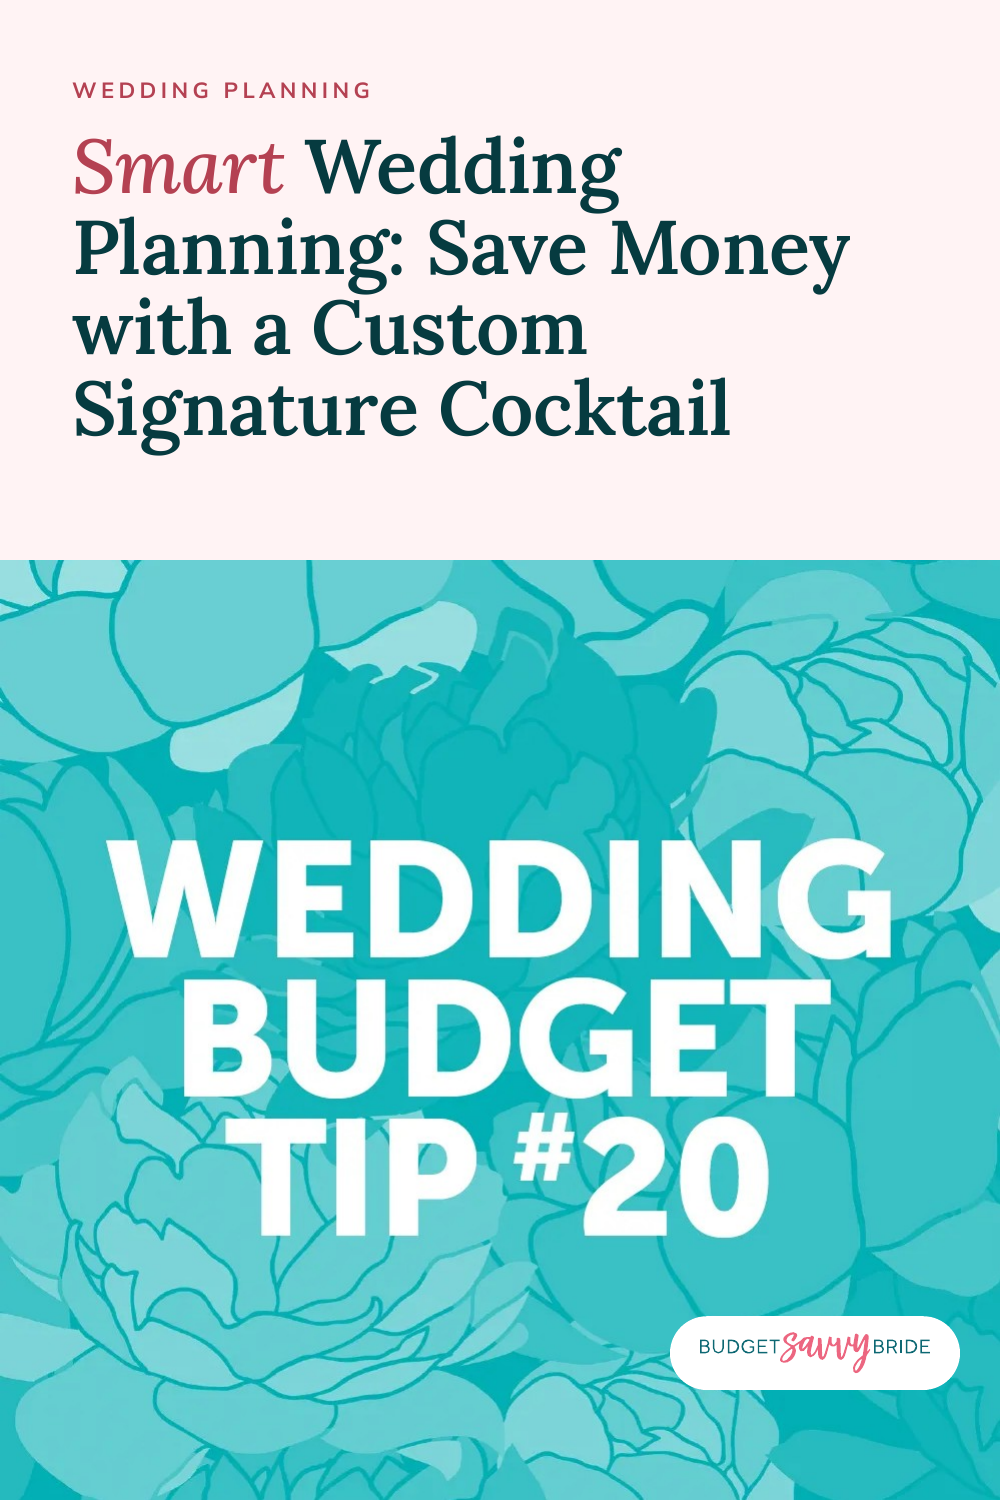 WEDDING PLANNING
Smart Wedding
Planning: Save Money
with a Custom
Signature Cocktail
WEDDING
BUDGET
TIP #20
BUDGET savvy BRIDE